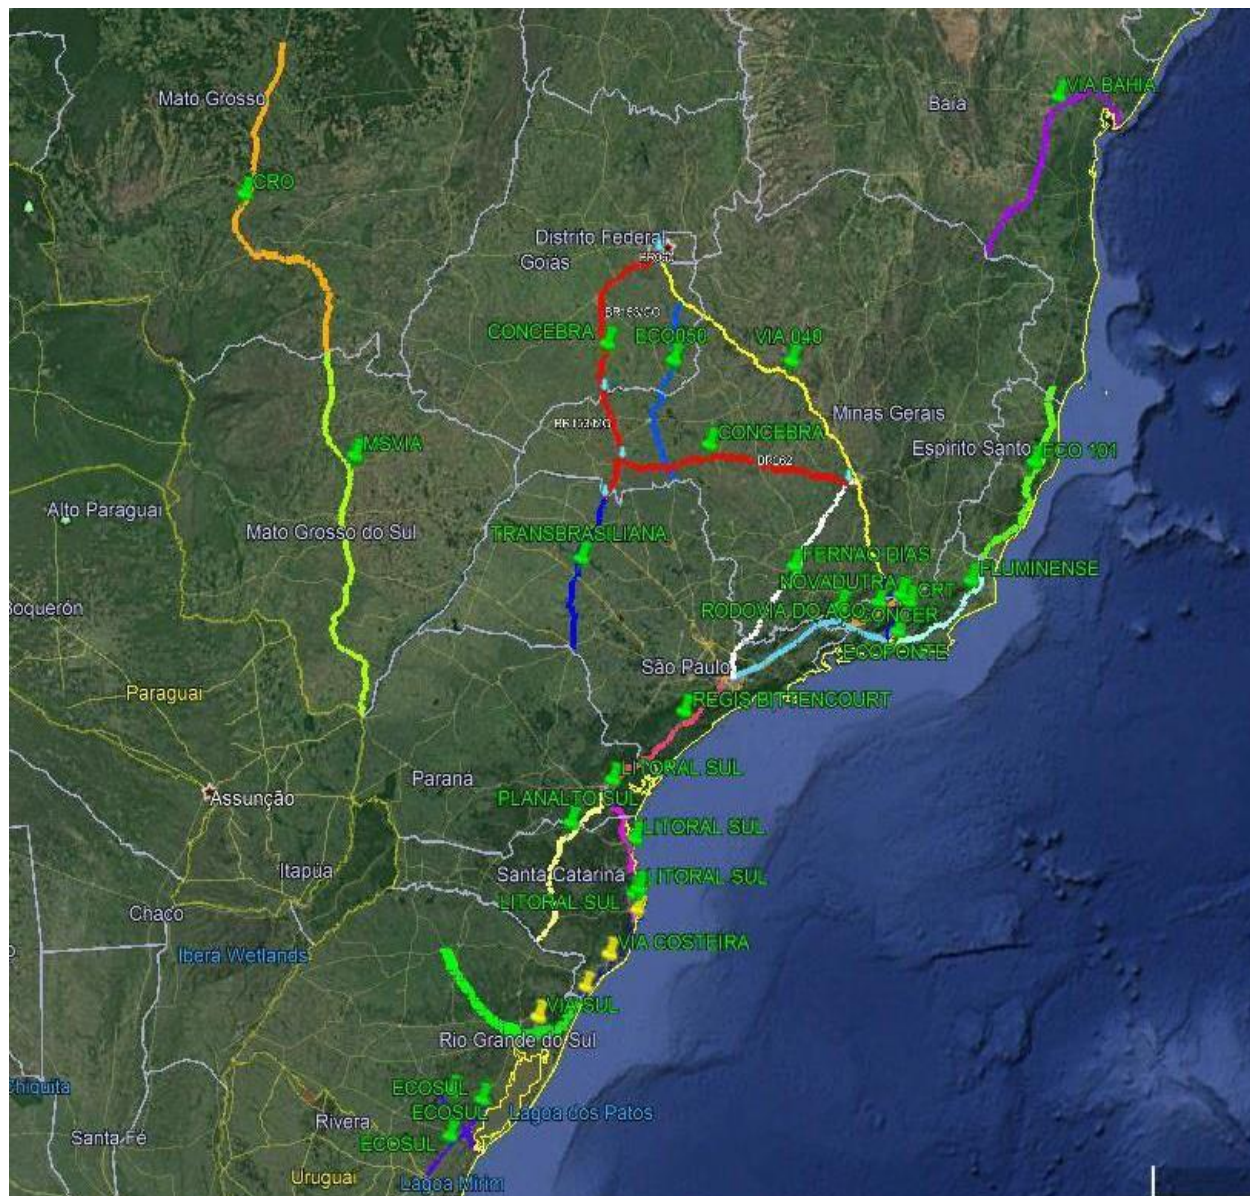 VIA BAHIA
Mato Grosso
Baía
CRO
Distrito Federal
Goiás
BR163/GO
CONCEBRA
ECO050
VIA 040
Minas Gerais
CONCEBRA
MSVIA
Espírito Santo
ECO 101
Alto Paraguai
Mato Grosso do Sul
TRANSBRASILIANA
FERNAO DIAS
FLUMINENSE
NOVADUTRA
CRT
Boquerón
RODOVIA DO AÇO
CONCER
ECOPONTE
São Paulo
Paraguai
REGIS BITTENCOURT
LITORAL SUL
Paraná
Assunção
PLANALTO SUL
LITORAL SUL
Itapúa
Santa Catarina
LITORAL SUL
LITORAL SUL
Chaco
VIA COSTEIRA
Iberá Wetlands
VIA SUL
Rio Grande do Sul
Chiquita
ECOSUL
ECOSUL
Lagoa dos Patos
Rivera
Santa Fé
ECOSUL
Uruguai
Lagoa Mirim